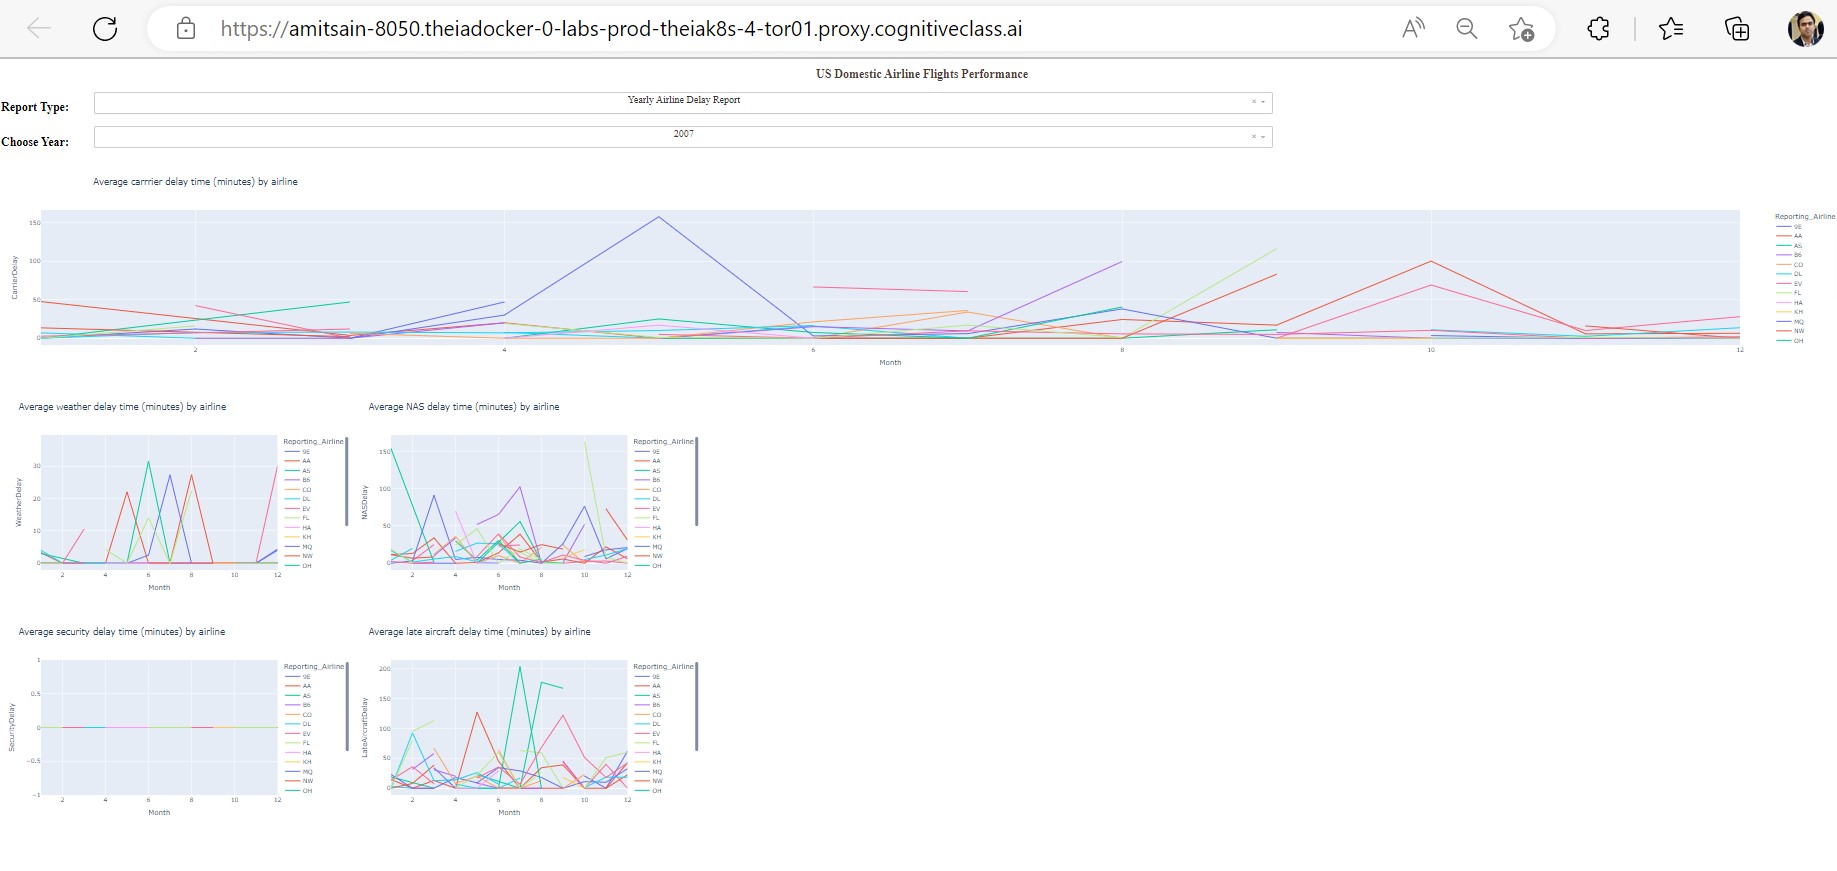 https://amitsain-8050.theiadocker-0-labs-prod-theiak8s-4-tor01.proxy.cognitiveclass.ai
US Domestic Airline Flights Performance
Report Type:
Yearly Airline Delay Report
Choose Year:
2007
Average carrrier delay time (minutes) by airline
CarrierDelay
150
100
50
0
2 4 6 8 10 12
Month
Reporting_Airline
9E
AA
AS
B6
CO
DL
EV
FL
HA
KH
MQ
NW
OH
Average weather delay time (minutes) by airline
WeatherDelay
30
20
10
0
2 4 6 8 10 12
Month
Reporting_Airline
9E
AA
AS
B6
CO
DL
EV
FL
HA
KH
MQ
NW
OH
Average NAS delay time (minutes) by airline
NASDelay
150
100
50
0
2 4 6 8 10 12
Month
Reporting_Airline
9E
AA
AS
B6
CO
DL
EV
FL
HA
KH
MQ
NW
OH
Average security delay time (minutes) by airline
SecurityDelay
1
0.5
0
−0.5
−1
2 4 6 8 10 12
Month
Reporting_Airline
9E
AA
AS
B6
CO
DL
EV
FL
HA
KH
MQ
NW
OH
Average late aircraft delay time (minutes) by airline
LateAircraftDelay
200
150
100
50
0
2 4 6 8 10 12
Month
Reporting_Airline
9E
AA
AS
B6
CO
DL
EV
FL
HA
KH
MQ
NW
OH